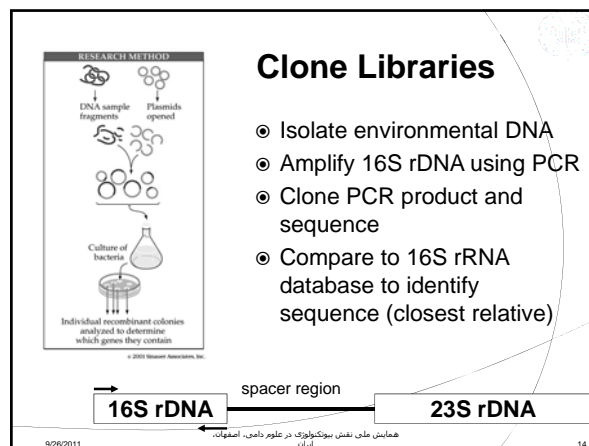 Clone Libraries
RESEARCH METHOD
DNA sample fragments
Plasmids opened
Culture of bacteria
Individual recombinant colonies
analyzed to determine
which genes they contain
© 2001 Sinauer Associates, Inc.
Isolate environmental DNA
Amplify 16S rDNA using PCR
Clone PCR product and
sequence
Compare to 16S rRNA
database to identify
sequence (closest relative)
spacer region
16S rDNA
23S rDNA
9/26/2011
همایش ملی نقش بیوتکنولوژی در علوم دامی، اصفهان،
ایران
14